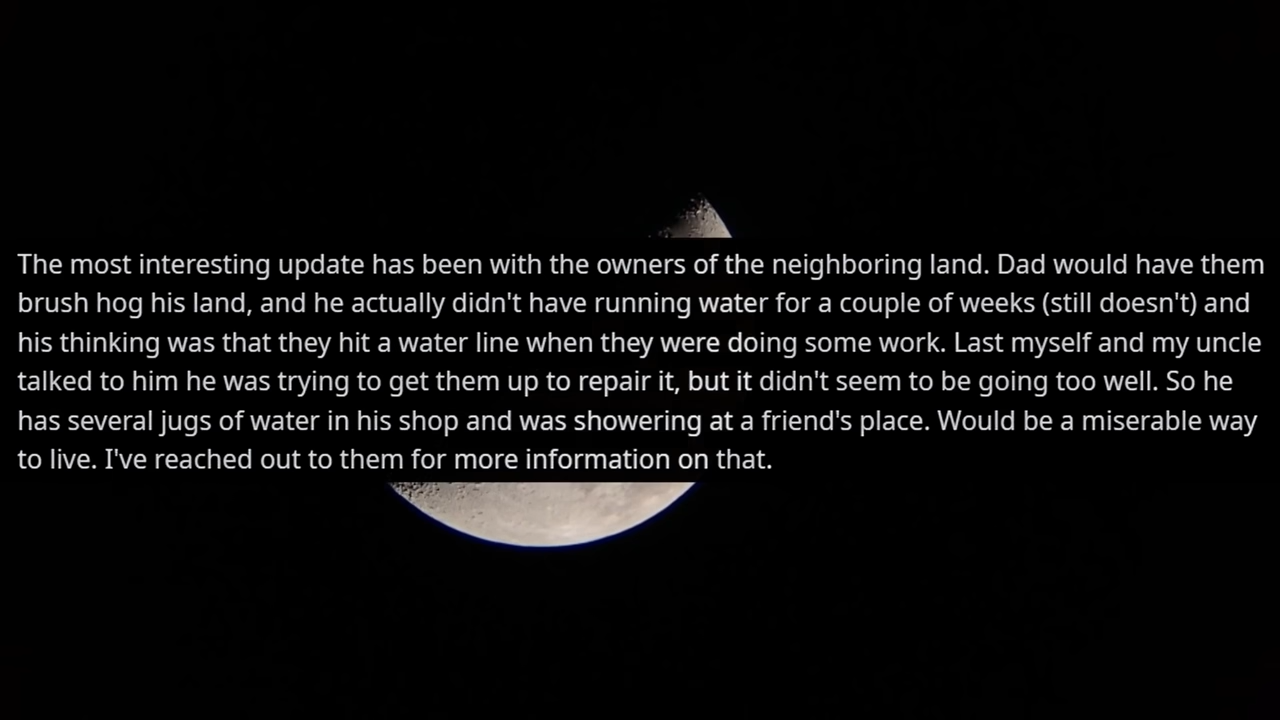 The most interesting update has been with the owners of the neighboring land. Dad would have them
brush hog his land, and he actually didn't have running water for a couple of weeks (still doesn't) and
his thinking was that they hit a water line when they were doing some work. Last myself and my uncle
talked to him he was trying to get them up to repair it, but it didn't seem to be going too well. So he
has several jugs of water in his shop and was showering at a friend's place. Would be a miserable way
to live. I've reached out to them for more information on that.